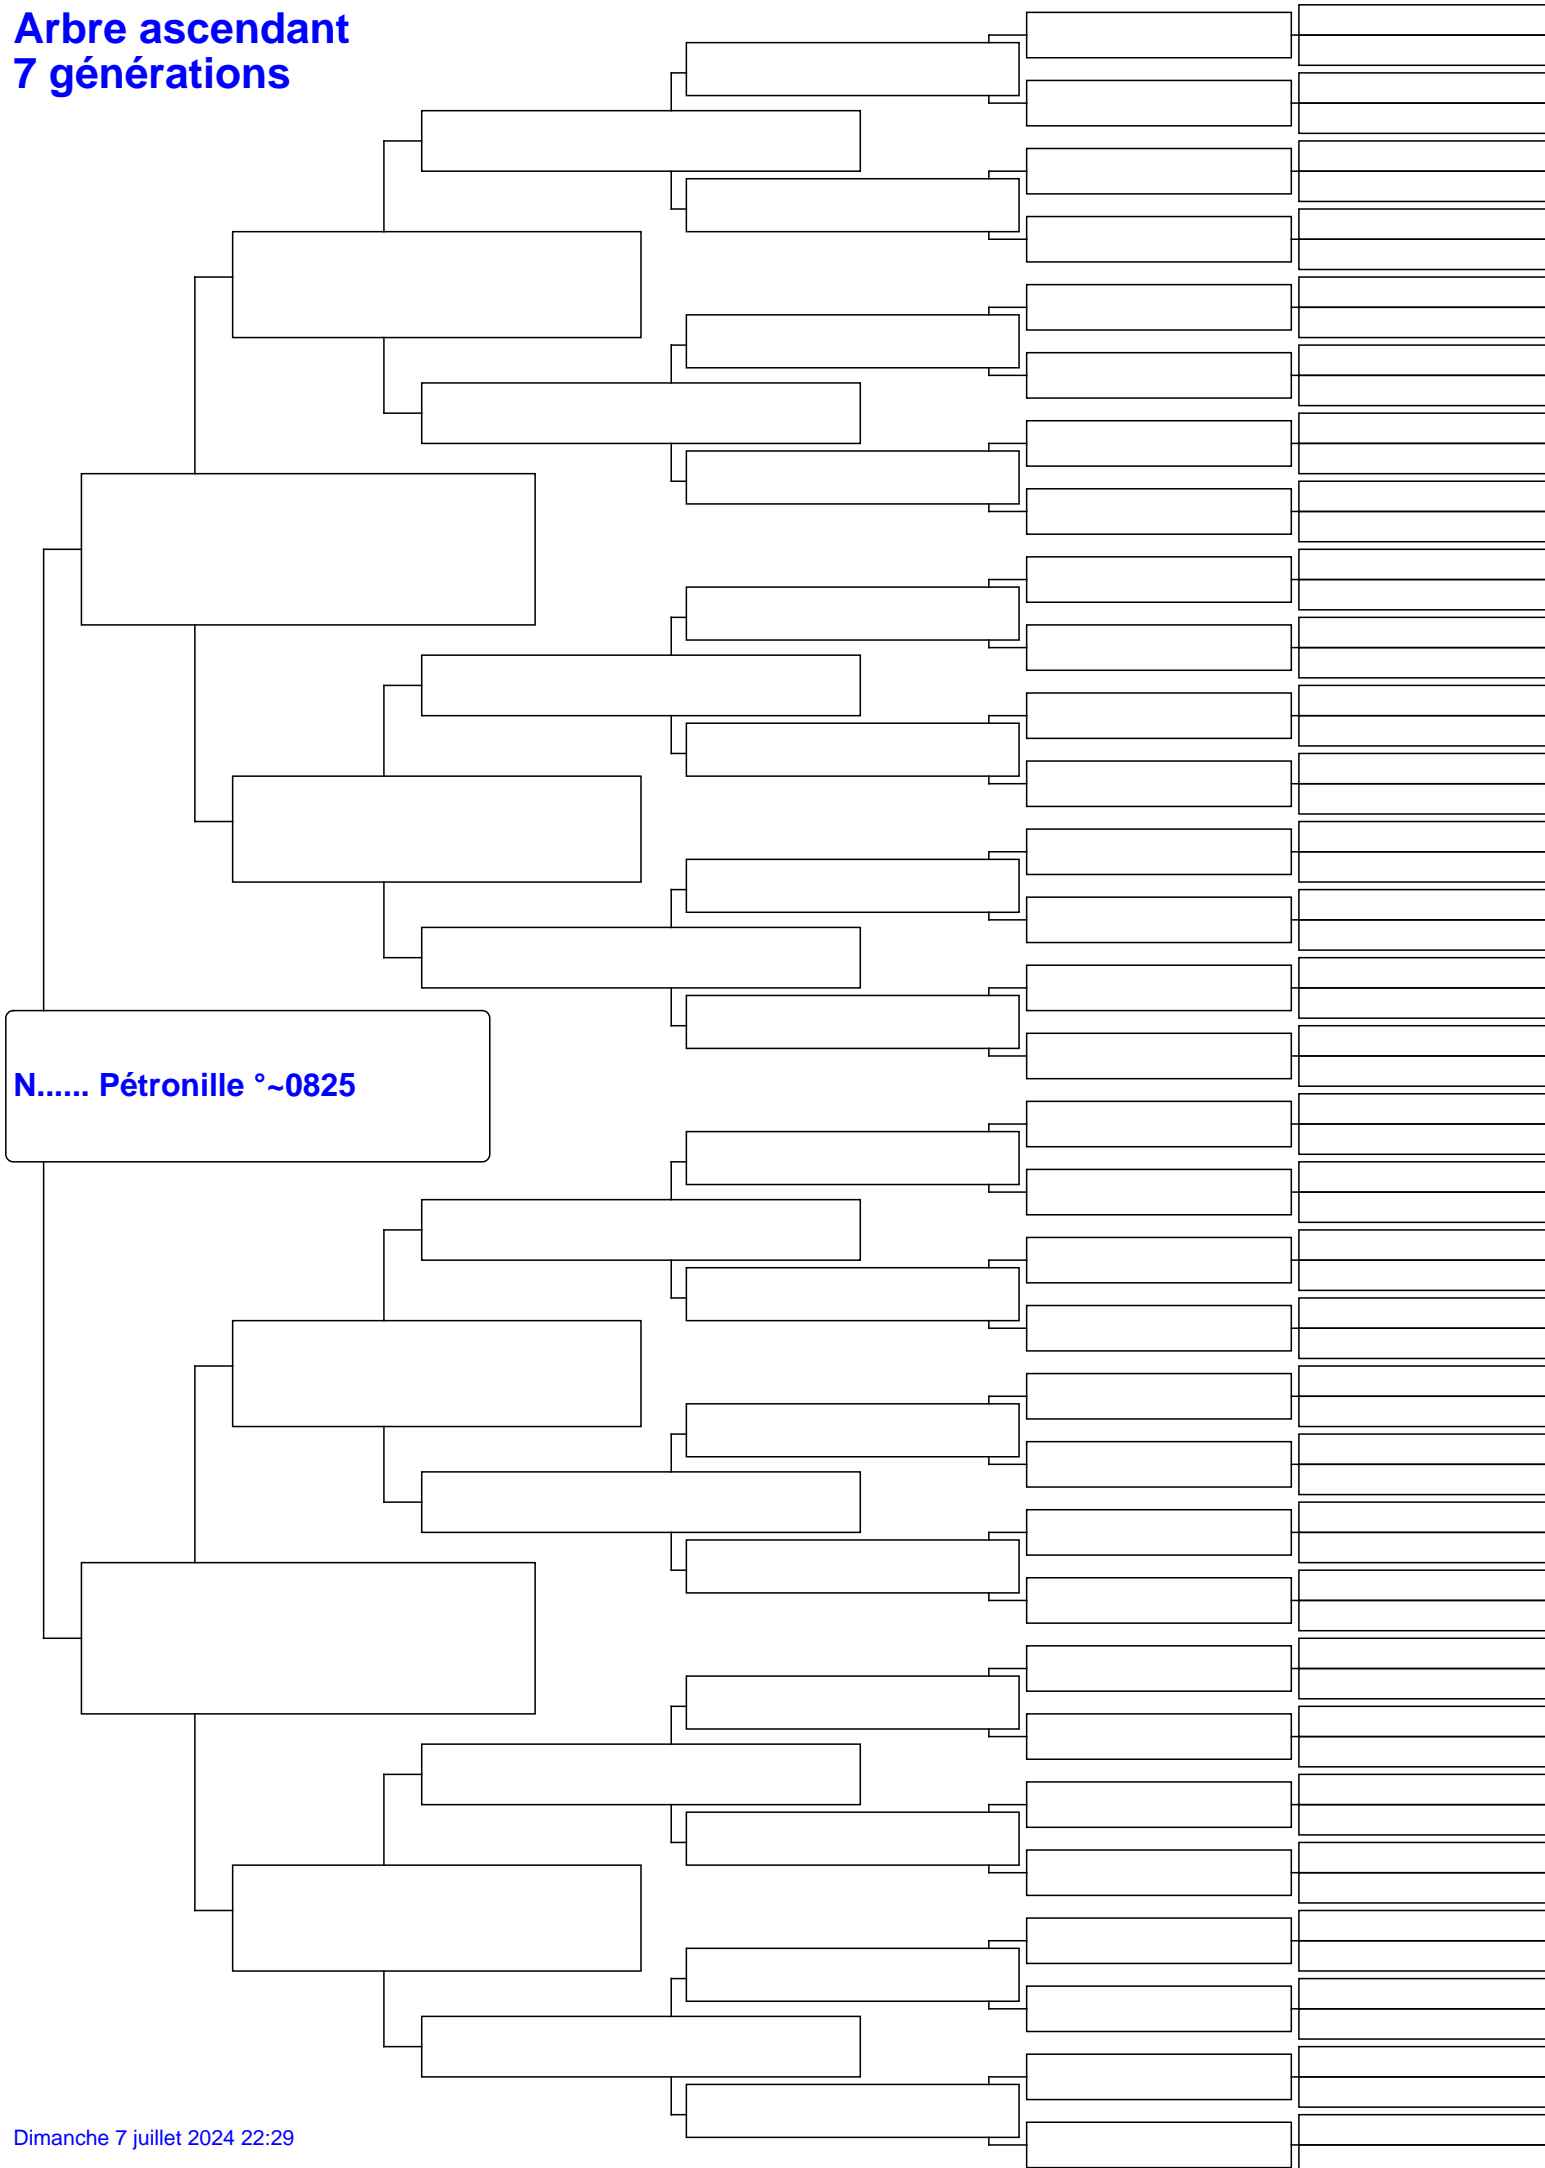 Arbre ascendant
7 générations
N...... Pétronille °~0825
Dimanche 7 juillet 2024 22:29